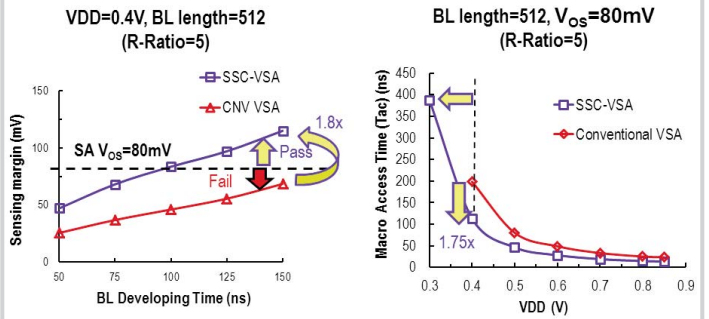 VDD=0.4V, BL length=512
(R-Ratio=5)
SSC-VSA
CNV VSA
150
100
50
0
Sensing margin (mV)
SA VOS=80mV
1.8x
Pass
Fail
50
75
100
125
150
BL Developing Time (ns)
BL length=512, VOS=80mV
(R-Ratio=5)
450
400
350
300
250
200
150
100
50
0
Macro Access Time (Tac) (ns)
SSC-VSA
Conventional VSA
1.75x
0.3
0.4
0.5
0.6
0.7
0.8
0.9
VDD (V)